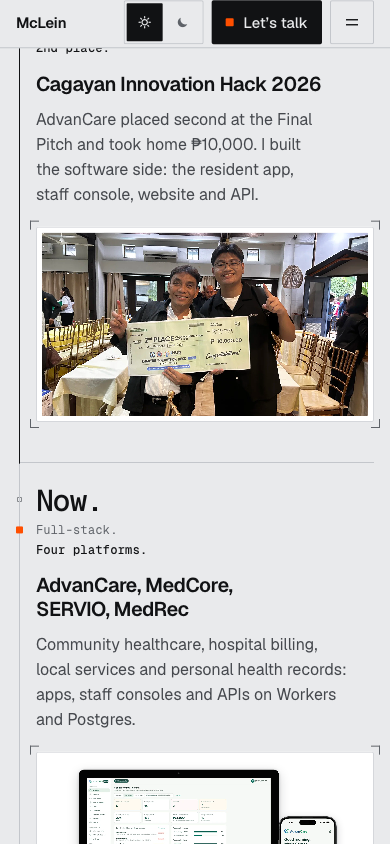 McLein
Let's talk
2nd place.
Cagayan Innovation Hack 2026
AdvanCare placed second at the Final
Pitch and took home ₱10,000. I built
the software side: the resident app,
staff console, website and API.
2nd PLACE
Now.
Full-stack.
Four platforms.
AdvanCare, MedCore,
SERVIO, MedRec
Community healthcare, hospital billing,
local services and personal health records:
apps, staff consoles and APIs on Workers
and Postgres.